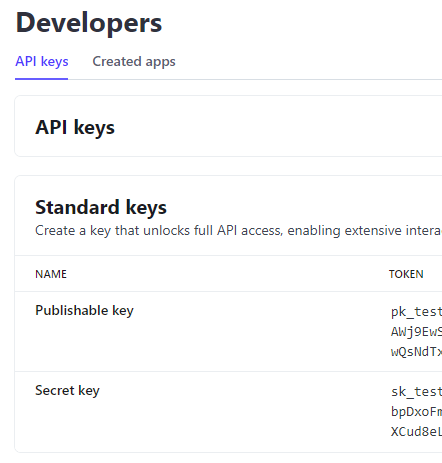 Developers
API keys Created apps
API keys
Standard keys
Create a key that unlocks full API access, enabling extensive intera
NAME TOKEN
Publishable key pk_test
AWj9EwS
wQsNdTx
Secret key sk_test
bpDxoFm
XCud8eL